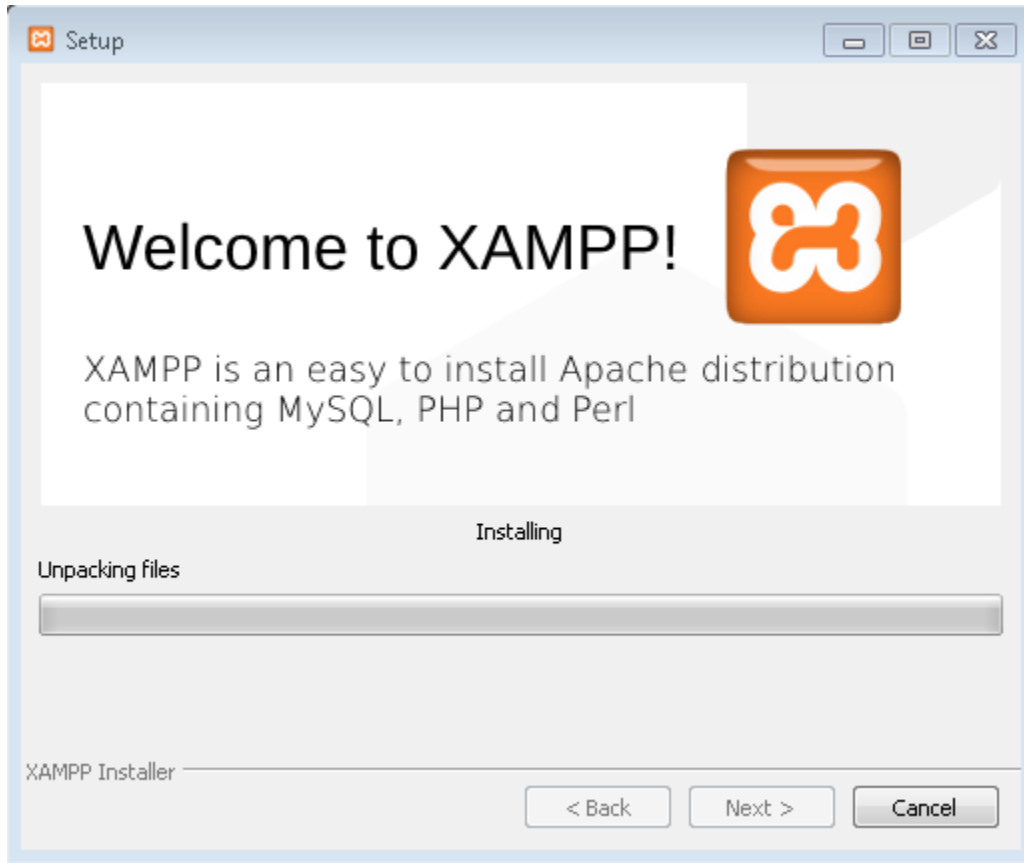 Setup
Welcome to XAMPP!
XAMPP is an easy to install Apache distribution
containing MySQL, PHP and Perl
Installing
Unpacking files
XAMPP Installer
< Back
Next >
Cancel